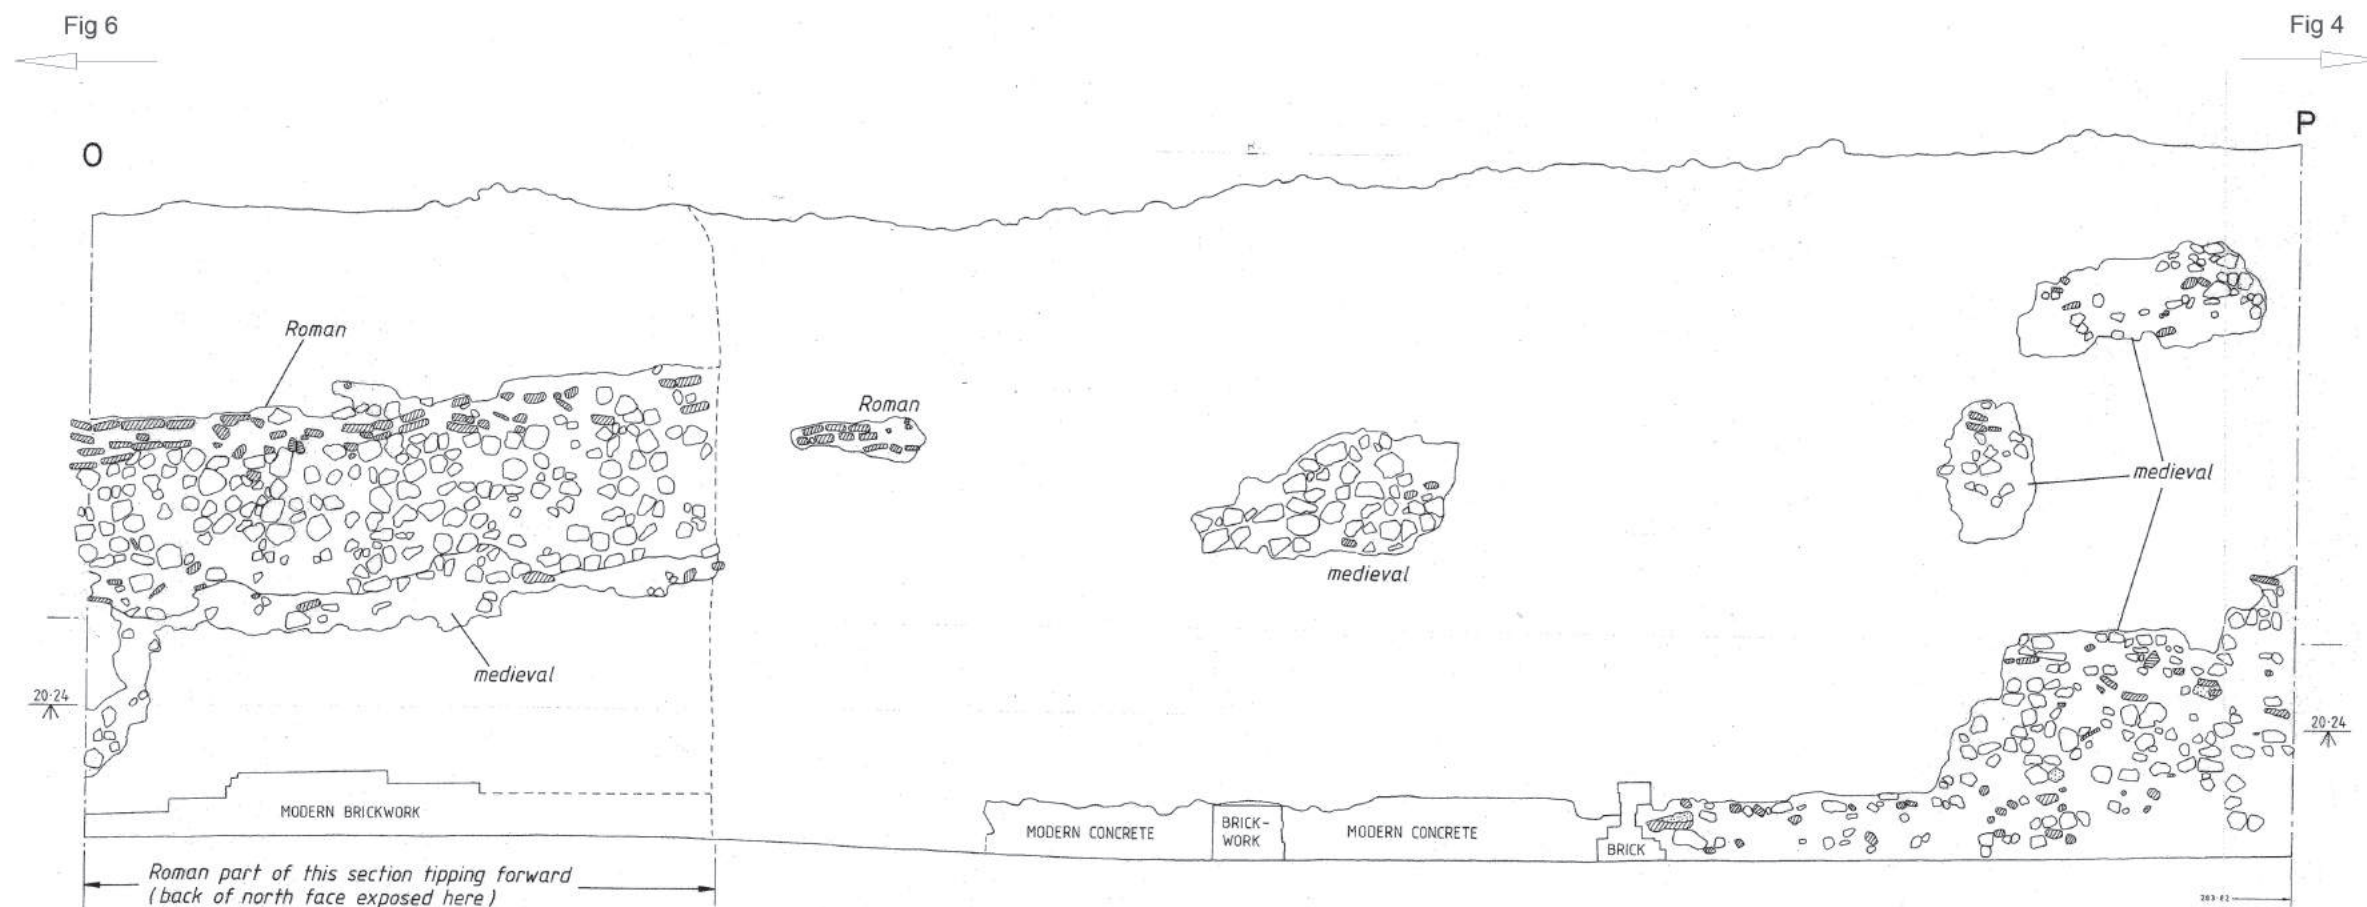 Fig 6
Fig 4
O
P
Roman
Roman
medieval
medieval
medieval
20·24
20·24
MODERN BRICKWORK
MODERN CONCRETE
BRICK-
WORK
MODERN CONCRETE
BRICK
Roman part of this section tipping forward
(back of north face exposed here)